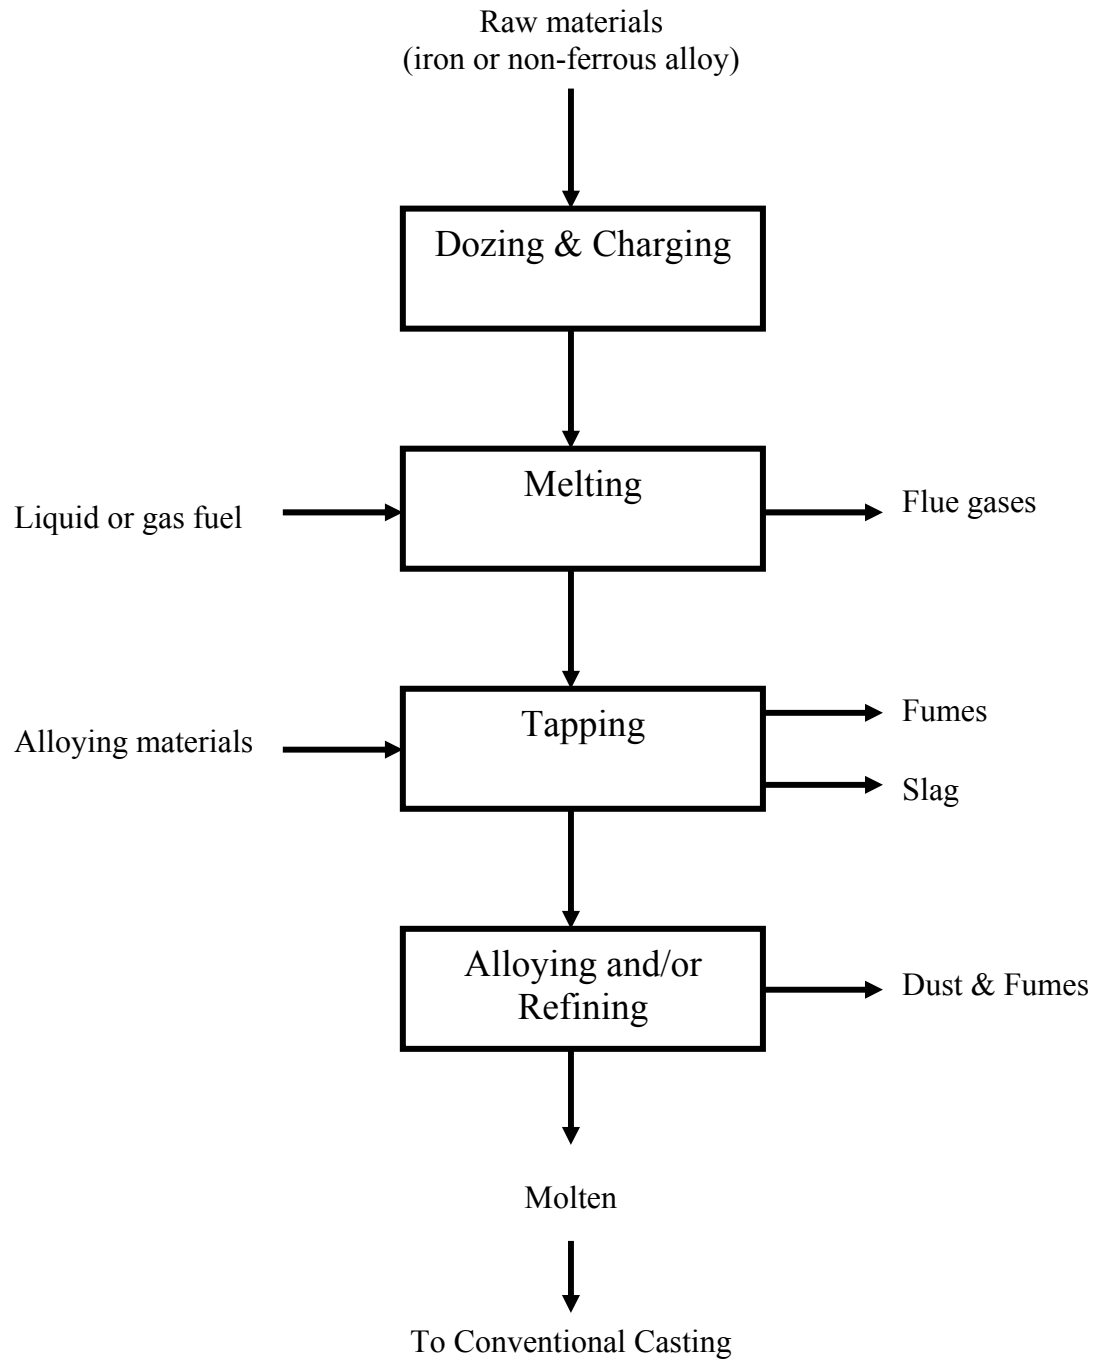 Raw materials
(iron or non-ferrous alloy)
Dozing & Charging
Melting
Liquid or gas fuel
Flue gases
Tapping
Alloying materials
Fumes
Slag
Alloying and/or
Refining
Dust & Fumes
Molten
To Conventional Casting